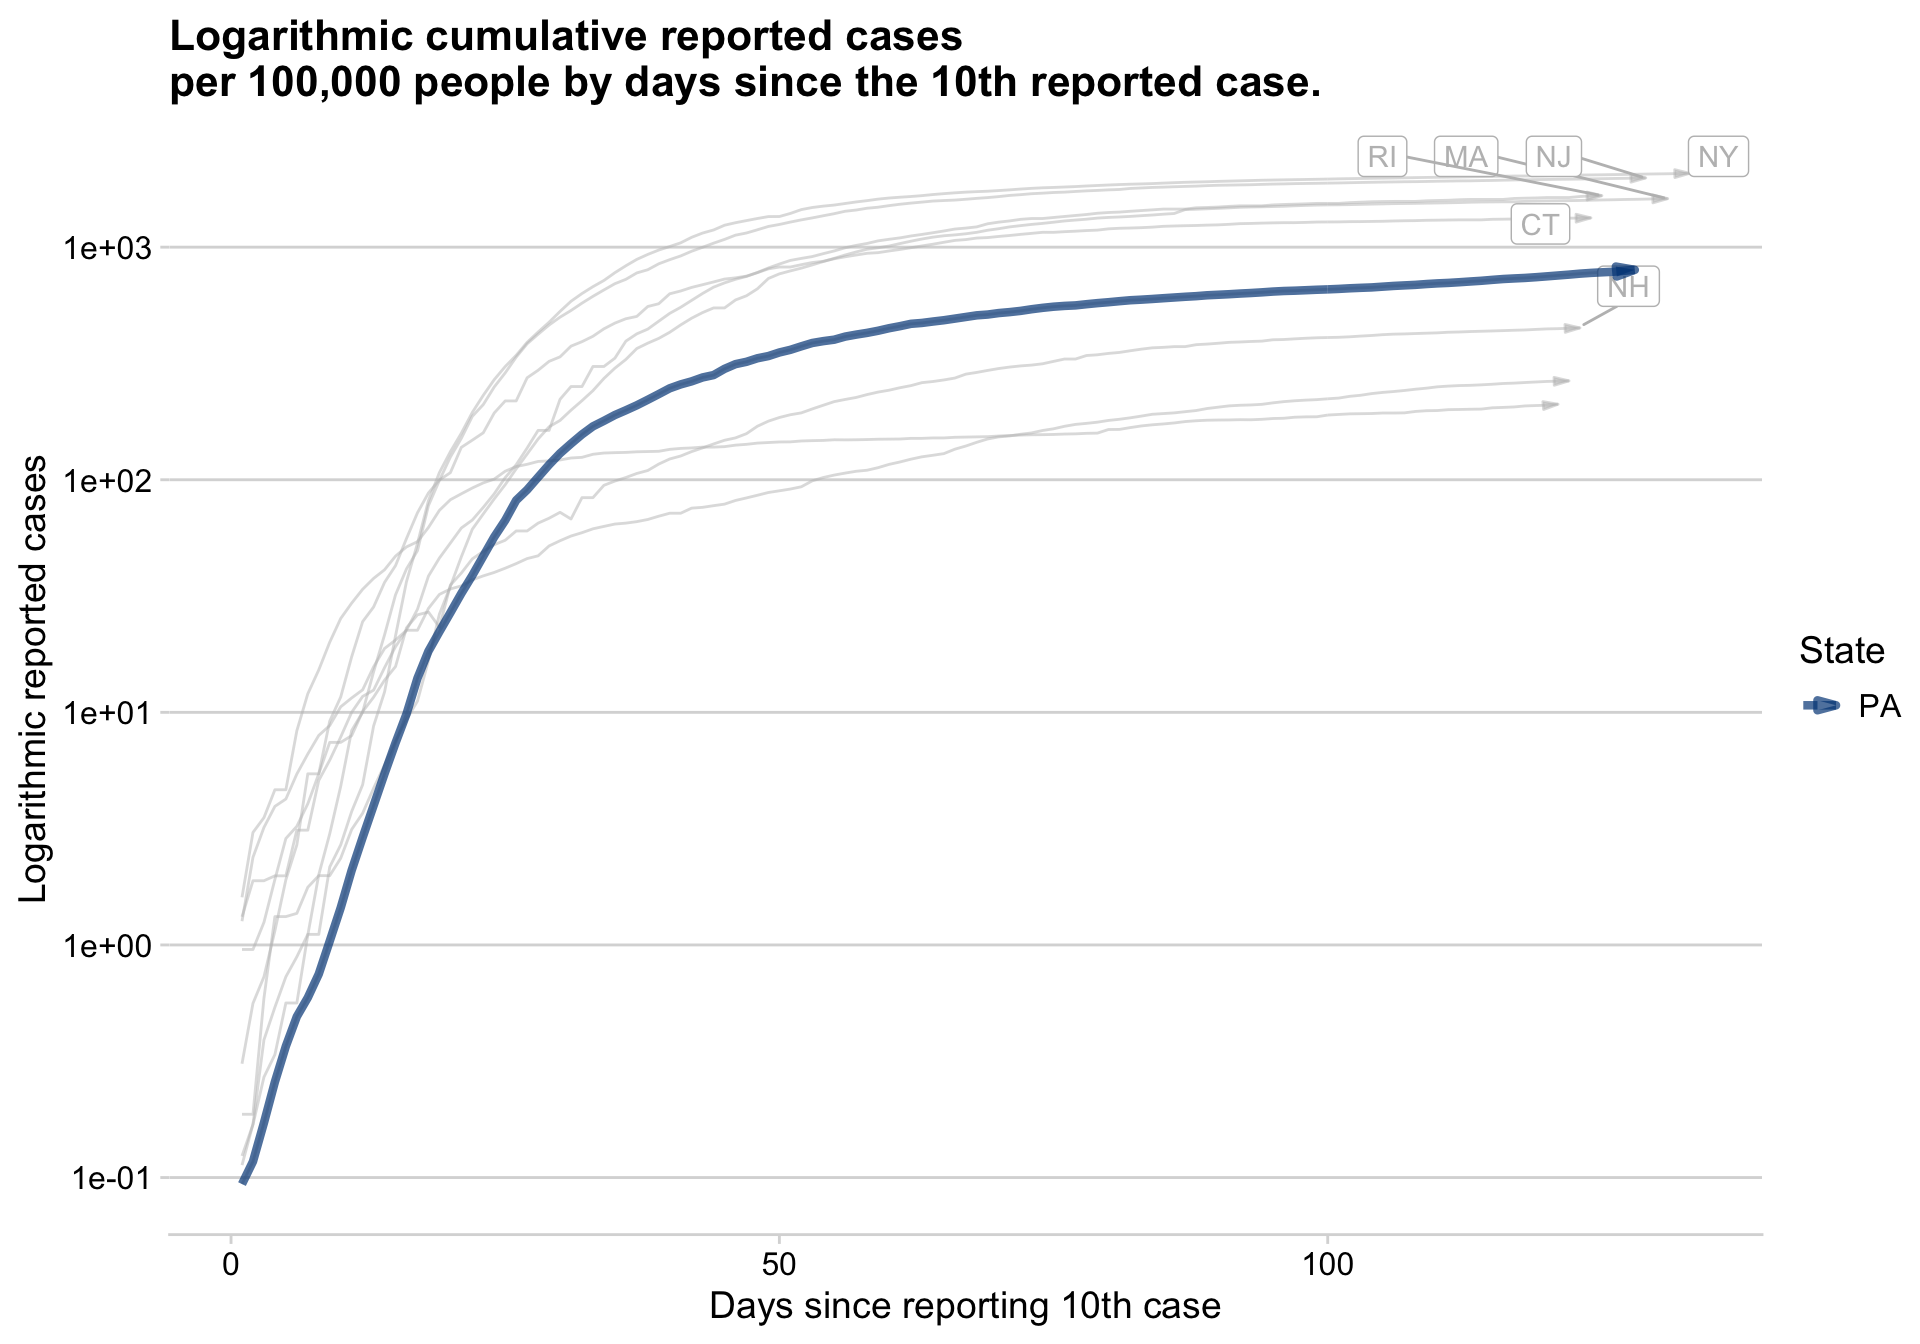 Logarithmic cumulative reported cases
per 100,000 people by days since the 10th reported case.
RI
MA
NJ
NY
CT
NH
1e+03
1e+02
1e+01
1e+00
1e-01
Logarithmic reported cases
0
50
100
Days since reporting 10th case
State
PA